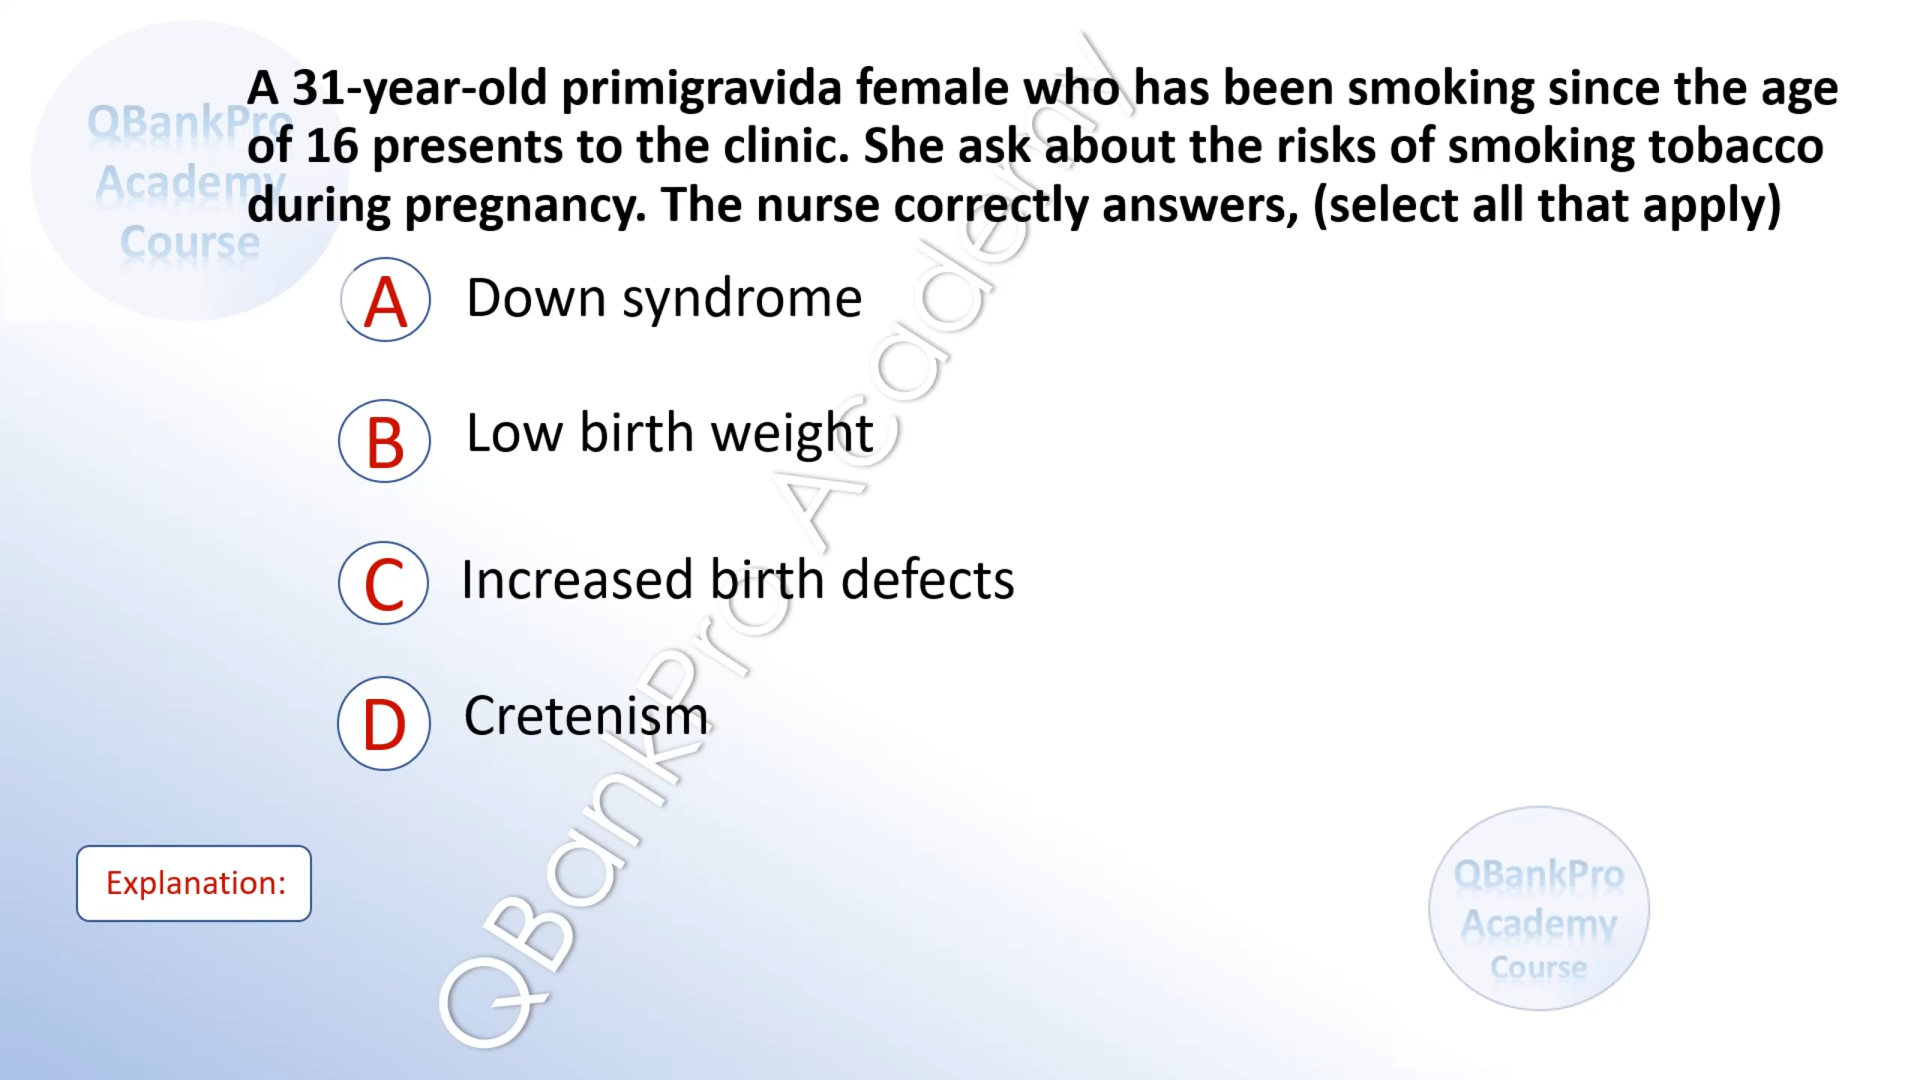 QBankPro
Academy
Course
A 31-year-old primigravida female who has been smoking since the age
of 16 presents to the clinic. She ask about the risks of smoking tobacco
during pregnancy. The nurse correctly answers, (select all that apply)
A Down syndrome
B Low birth weight
C Increased birth defects
D Cretenism
QBankPro Academy
Explanation:
QBankPro
Academy
Course